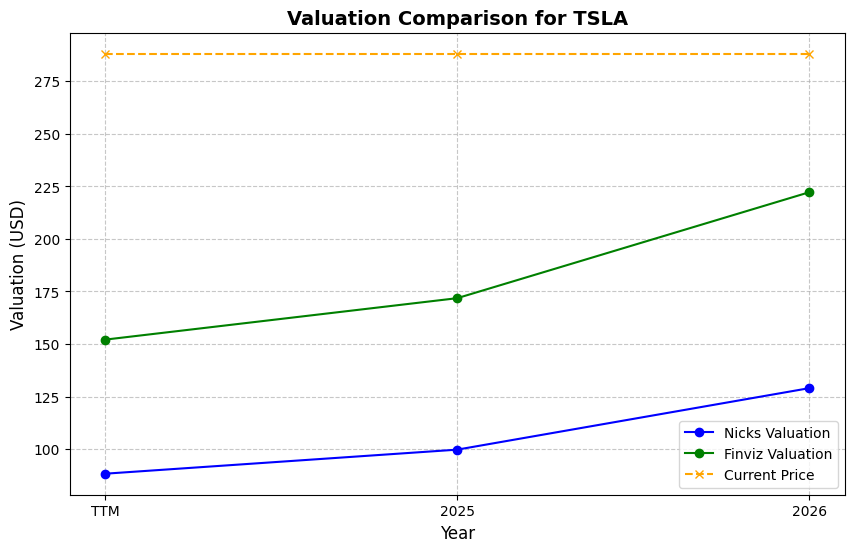 Valuation Comparison for TSLA
275
250
225
200
175
150
125
100
Valuation (USD)
TTM
2025
2026
Year
Nicks Valuation
Finviz Valuation
Current Price